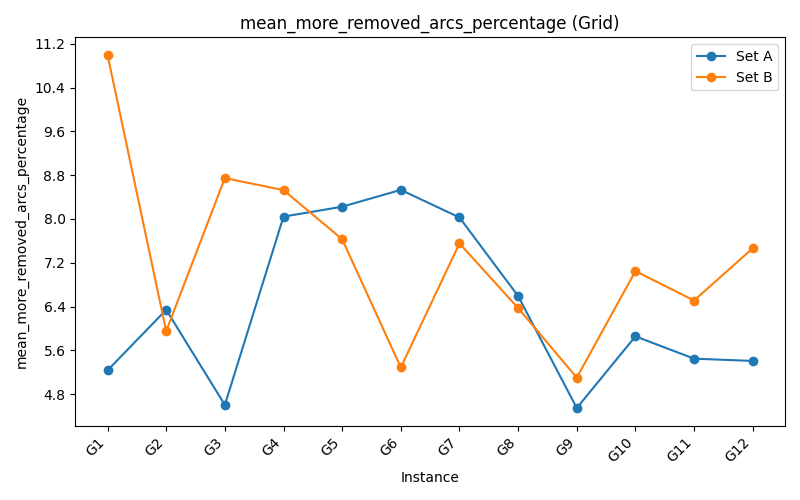 mean_more_removed_arcs_percentage (Grid)
Set A
Set B
mean_more_removed_arcs_percentage
11.2
10.4
9.6
8.8
8.0
7.2
6.4
5.6
4.8
G1 G2 G3 G4 G5 G6 G7 G8 G9 G10 G11 G12
Instance